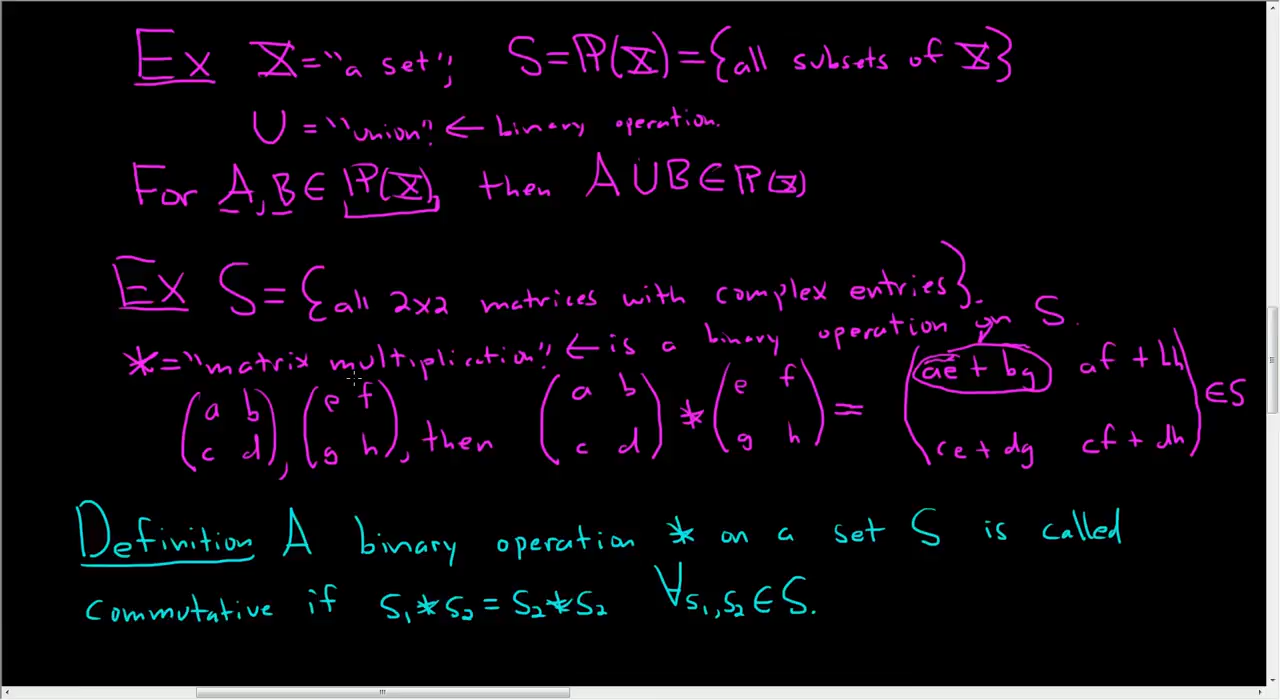 Ex X = "a set", S = P(X) = {all subsets of X}
U = "union" ← binary operation.
For A, B ∈ P(X), then A ∪ B ∈ P(X)
Ex S = {all 2x2 matrices with complex entries}.
* = "matrix multiplication" ← is a binary operation on S.
(a b
c d), (e f
g h), then (a b
c d) * (e f
g h) = (ae + bg af + bh
ce + dg cf + dh) ∈ S
Definition A binary operation * on a set S is called
commutative if s₁ * s₂ = s₂ * s₂ ∀ s₁, s₂ ∈ S.